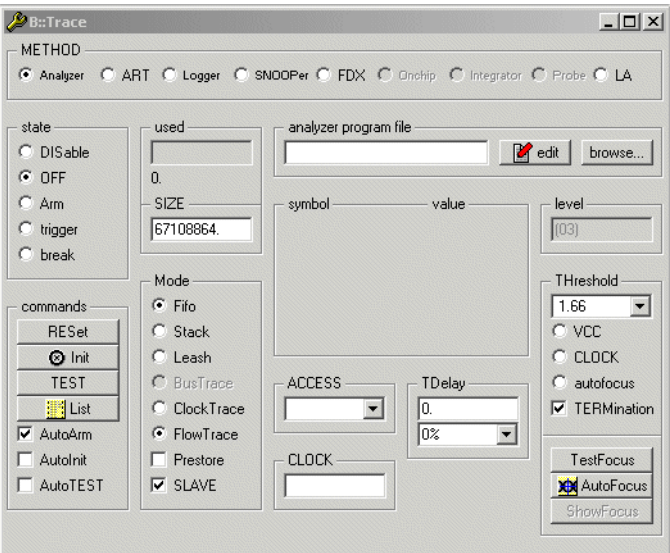 B::Trace
METHOD
Analyzer ART Logger SNOOPer FDX Onchip Integrator Probe LA
state
DISable
OFF
Arm
trigger
break
used
0.
SIZE
67108864.
analyzer program file
edit browse...
symbol value
level
(03)
commands
RESet
Init
TEST
List
AutoArm
AutoInit
AutoTEST
Mode
Fifo
Stack
Leash
BusTrace
ClockTrace
FlowTrace
Prestore
SLAVE
ACCESS
CLOCK
TDelay
0.
0%
THreshold
1.66
VCC
CLOCK
autofocus
TERMination
TestFocus
AutoFocus
ShowFocus